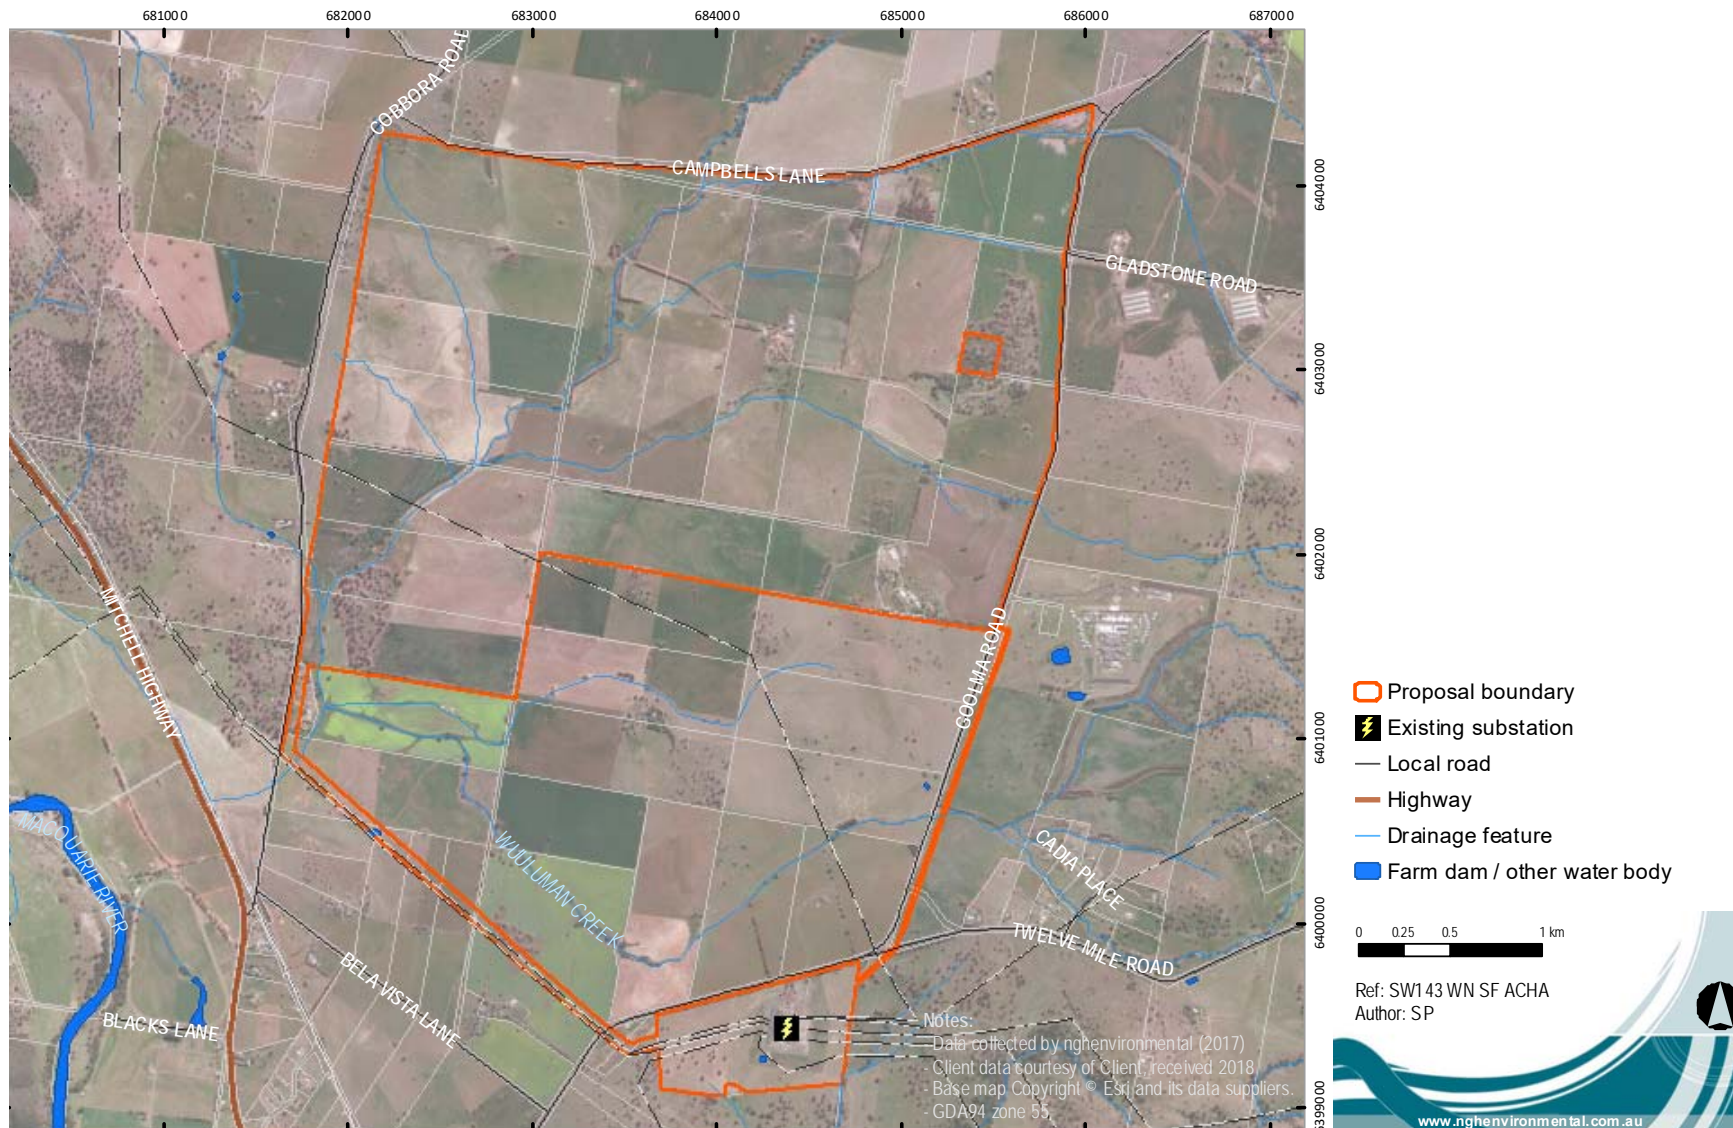 681000 682000 683000 684000 685000 686000 687000
COBBORA ROAD
CAMPBELLS LANE
6404000
GLADSTONE ROAD
6403000
6402000
MITCHELL HIGHWAY
GOOLMA ROAD
6401000
MACQUARIE RIVER
WUULUMAN CREEK
CADIA PLACE
6400000
TWELVE MILE ROAD
BELA VISTA LANE
BLACKS LANE
6399000
Notes:
- Data collected by nghenvironmental (2017)
- Client data courtesy of Client, received 2018
- Base map Copyright © Esri and its data suppliers.
- GDA94 zone 55
Proposal boundary
Existing substation
Local road
Highway
Drainage feature
Farm dam / other water body
0 0.25 0.5 1 km
Ref: SW143 WN SF ACHA
Author: SP
www.nghenvironmental.com.au